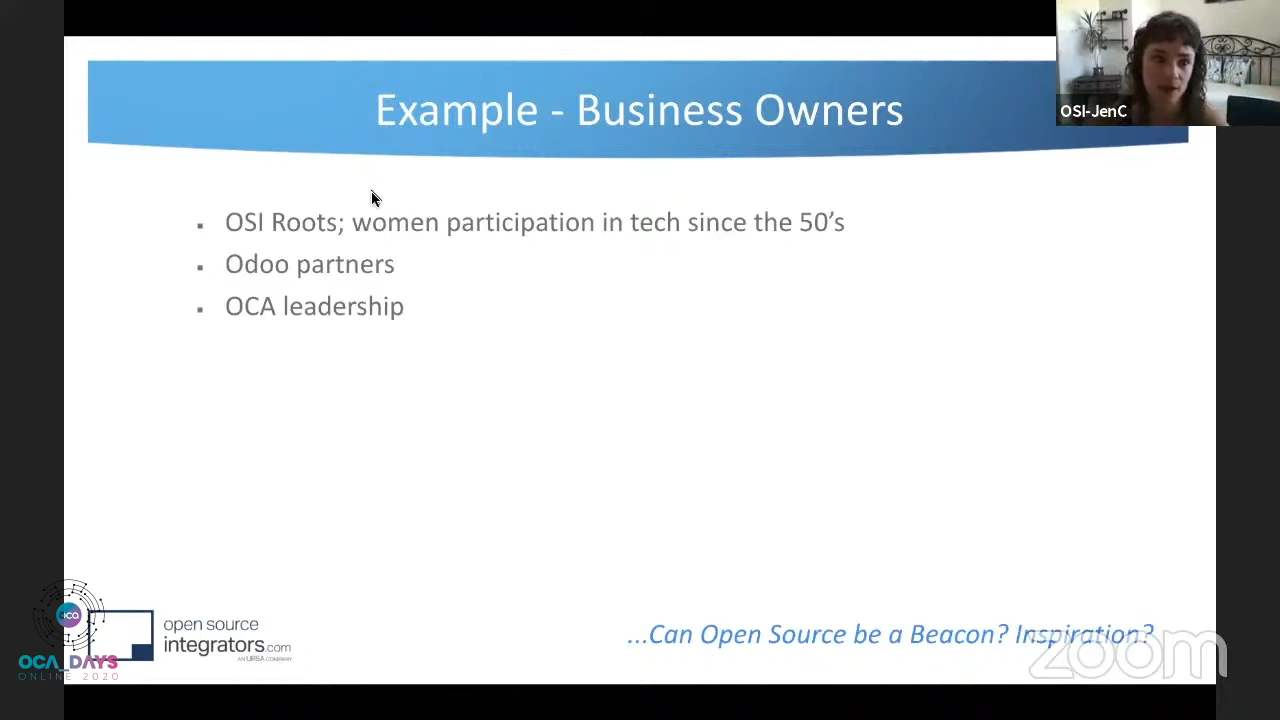 Example - Business Owners
OSI-JenC
OSI Roots; women participation in tech since the 50's
Odoo partners
OCA leadership
oca
OCA_DAYS
ONLINE 2020
open source
integrators.com
AN URSA COMPANY
...Can Open Source be a Beacon? Inspiration?
zoom